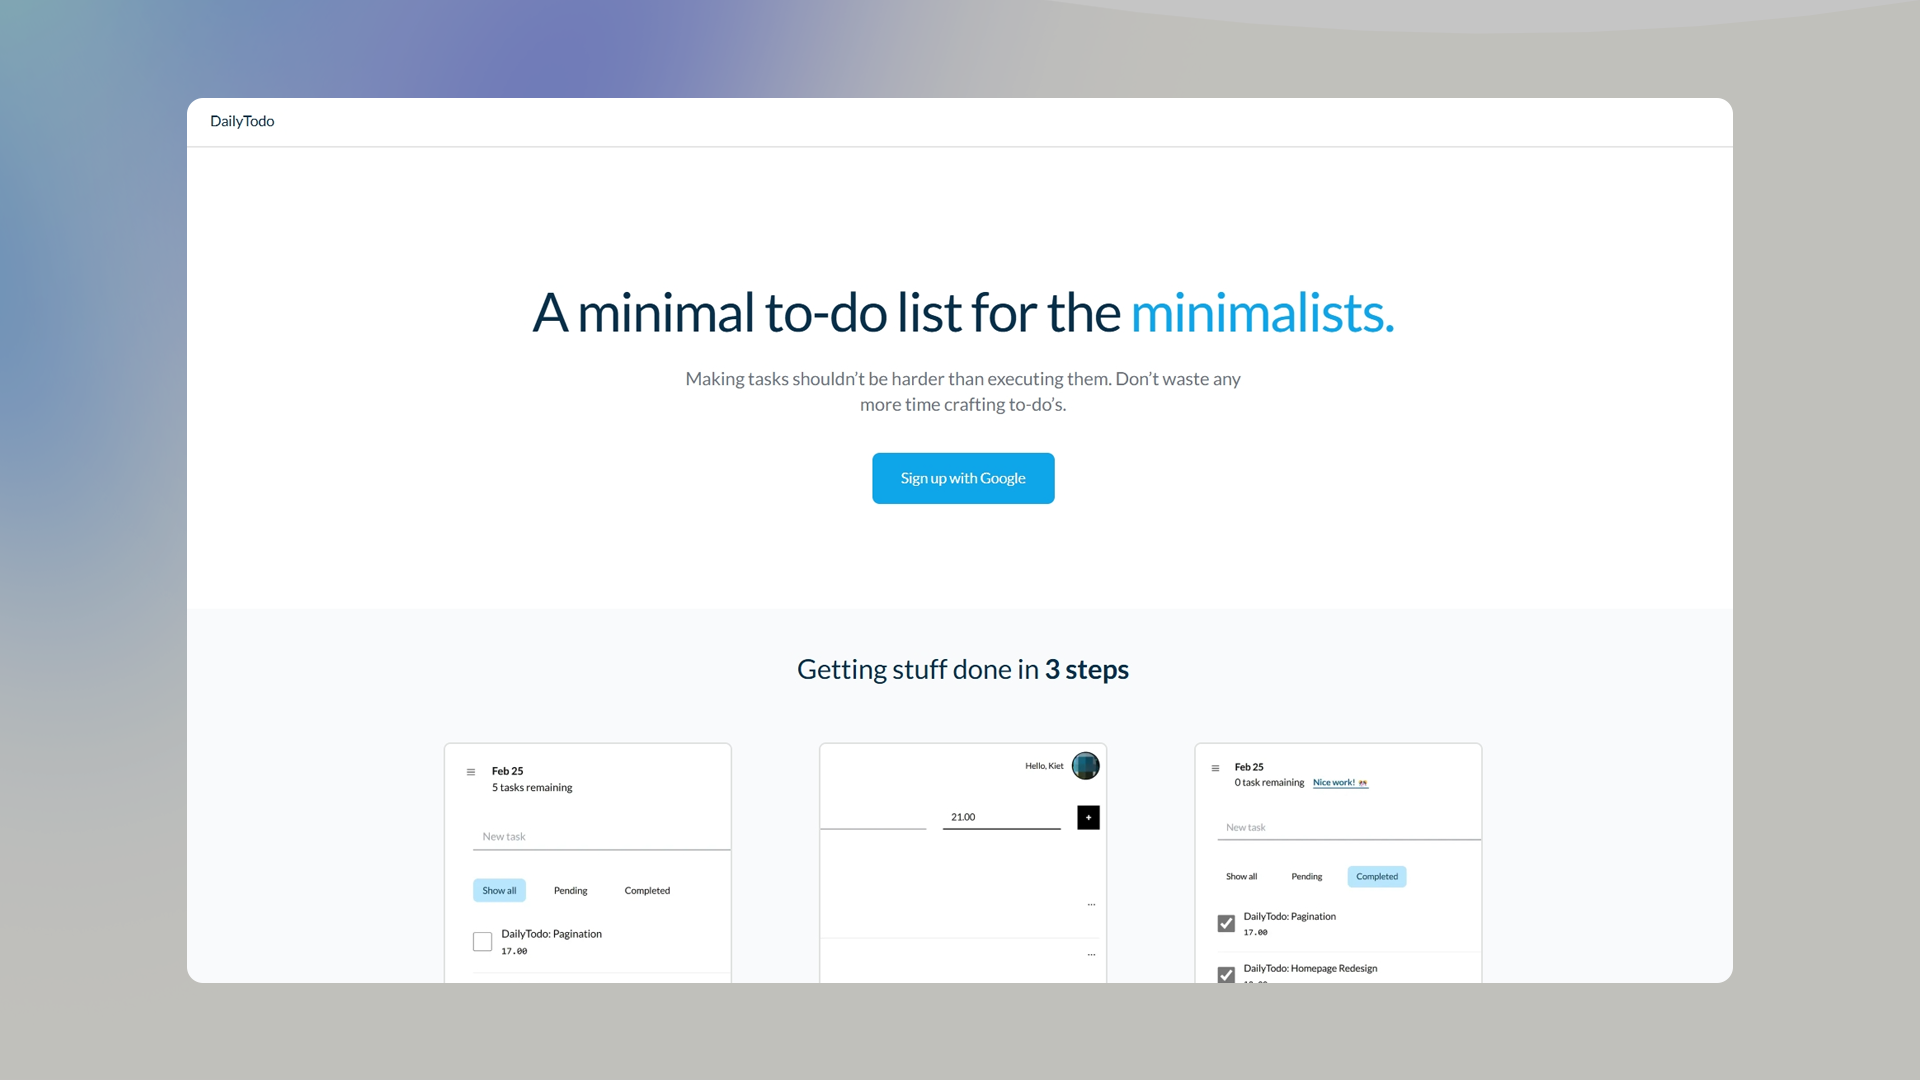 DailyTodo
A minimal to-do list for the minimalists.
Making tasks shouldn’t be harder than executing them. Don’t waste any
more time crafting to-do’s.
Sign up with Google
Getting stuff done in 3 steps
Feb 25
5 tasks remaining
New task
Show all Pending Completed
DailyTodo: Pagination
17.00
Hello, Kiet
21.00
+
...
...
Feb 25
0 task remaining Nice work!
New task
Show all Pending Completed
DailyTodo: Pagination
17.00
DailyTodo: Homepage Redesign